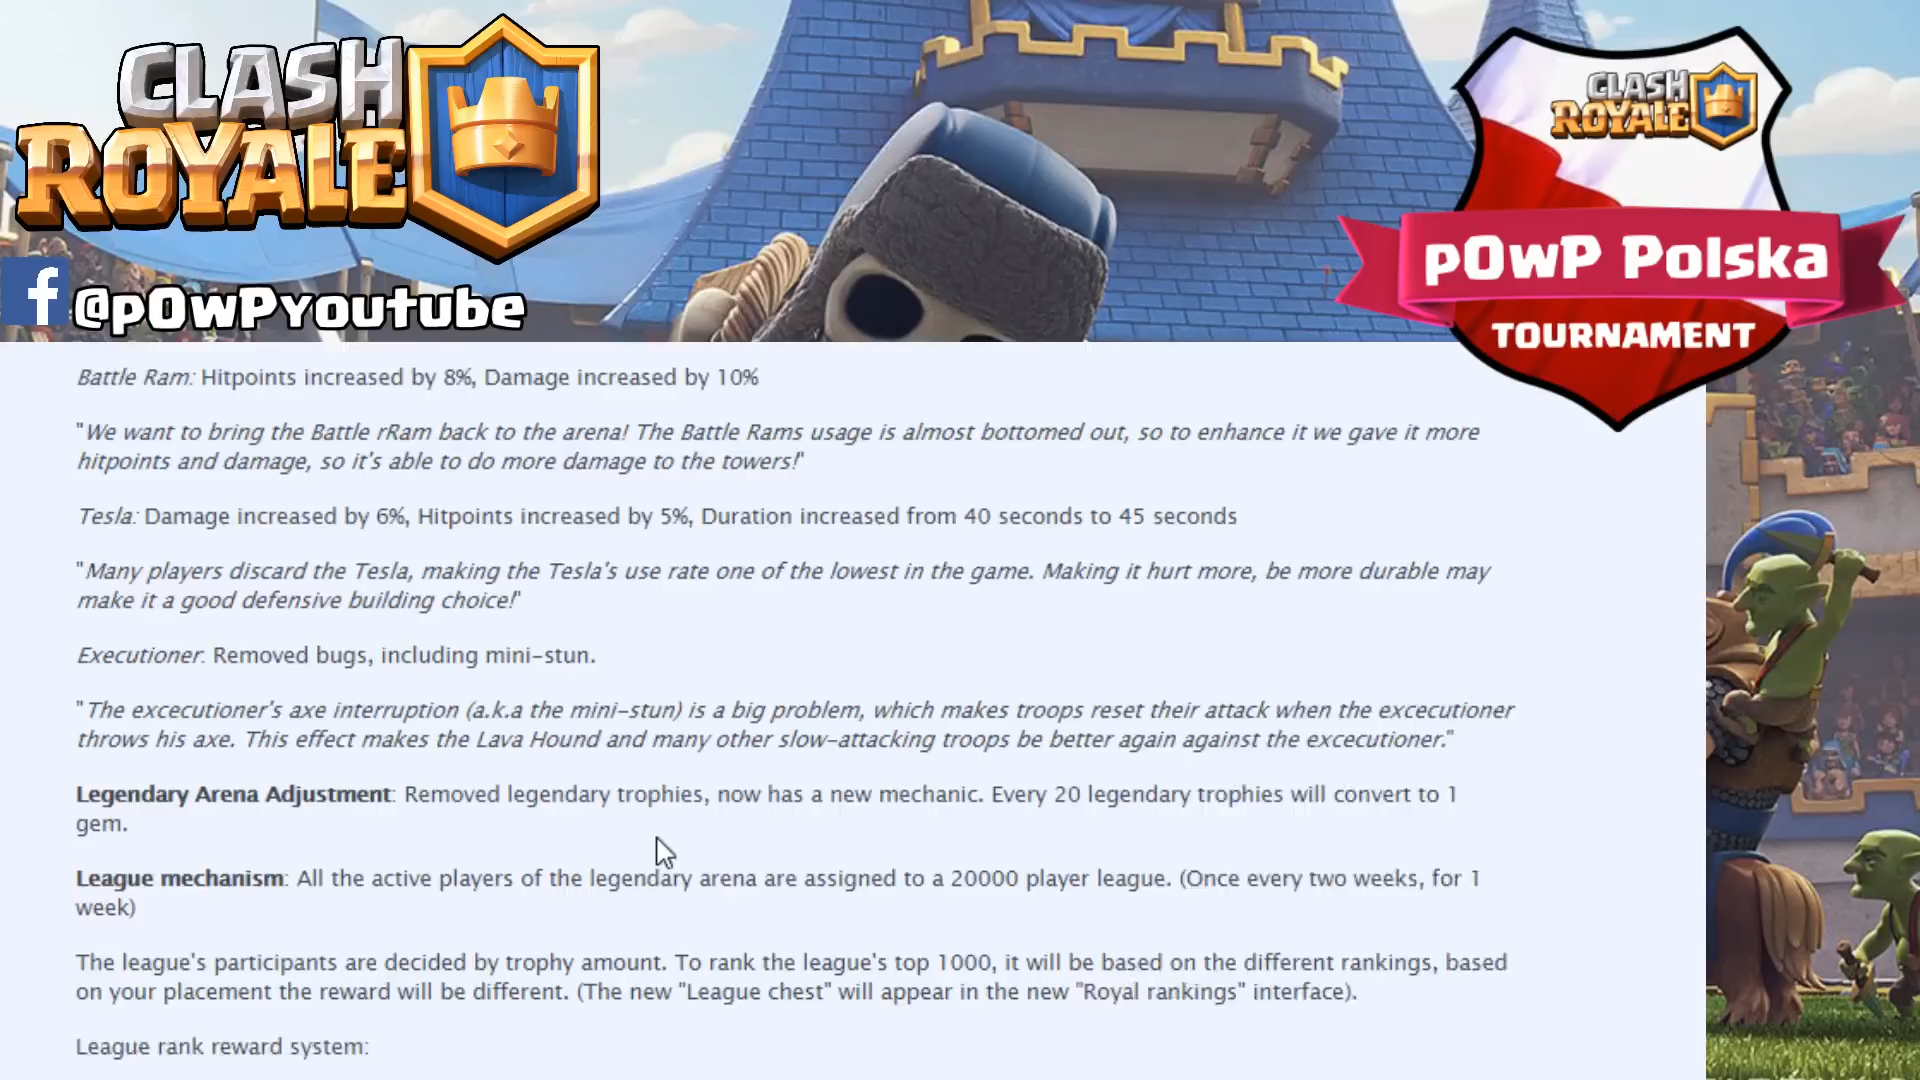 CLASH
ROYALE
f @pOwPyoutube
CLASH
ROYALE
pOwP Polska
TOURNAMENT
Battle Ram: Hitpoints increased by 8%, Damage increased by 10%
"We want to bring the Battle rRam back to the arena! The Battle Rams usage is almost bottomed out, so to enhance it we gave it more
hitpoints and damage, so it's able to do more damage to the towers!"
Tesla: Damage increased by 6%, Hitpoints increased by 5%, Duration increased from 40 seconds to 45 seconds
"Many players discard the Tesla, making the Tesla's use rate one of the lowest in the game. Making it hurt more, be more durable may
make it a good defensive building choice!"
Executioner: Removed bugs, including mini-stun.
"The excecutioner's axe interruption (a.k.a the mini-stun) is a big problem, which makes troops reset their attack when the excecutioner
throws his axe. This effect makes the Lava Hound and many other slow-attacking troops be better again against the excecutioner."
Legendary Arena Adjustment: Removed legendary trophies, now has a new mechanic. Every 20 legendary trophies will convert to 1
gem.
League mechanism: All the active players of the legendary arena are assigned to a 20000 player league. (Once every two weeks, for 1
week)
The league's participants are decided by trophy amount. To rank the league's top 1000, it will be based on the different rankings, based
on your placement the reward will be different. (The new "League chest" will appear in the new "Royal rankings" interface).
League rank reward system: